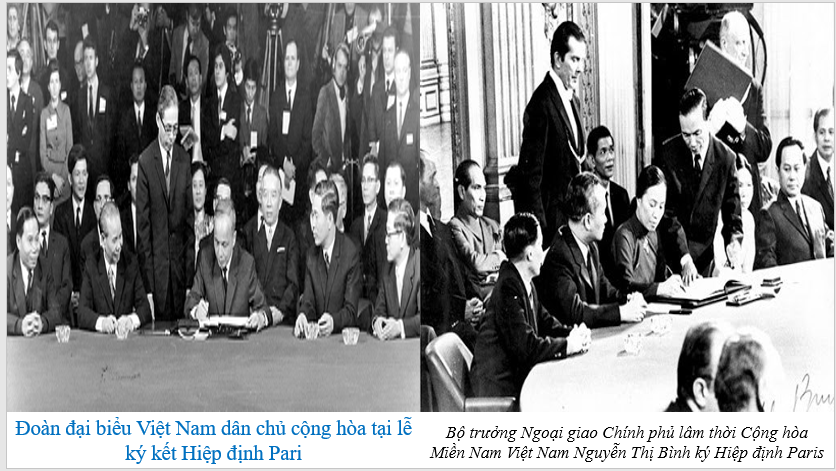 Đoàn đại biểu Việt Nam dân chủ cộng hòa tại lễ
ký kết Hiệp định Pari
Bộ trưởng Ngoại giao Chính phủ lâm thời Cộng hòa
Miền Nam Việt Nam Nguyễn Thị Bình ký Hiệp định Paris